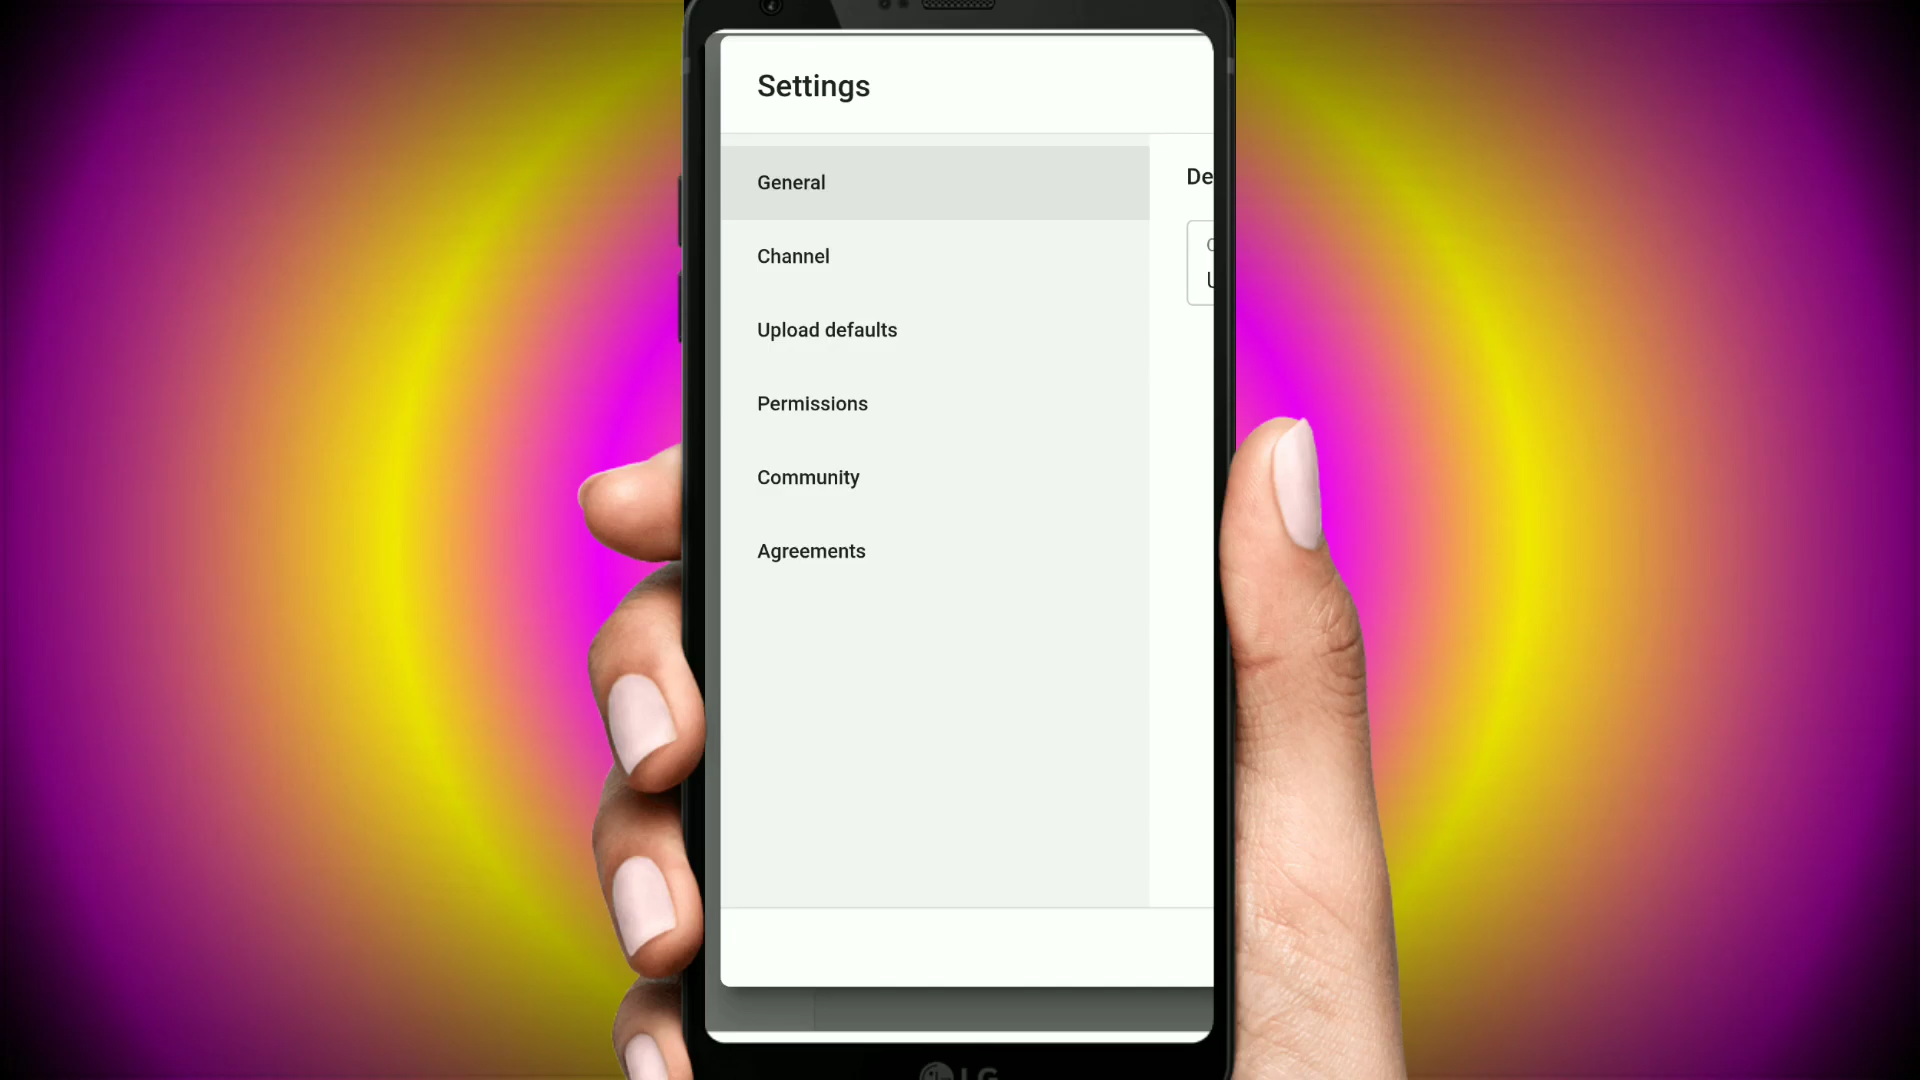 Settings
General
Channel
Upload defaults
Permissions
Community
Agreements
De
LG